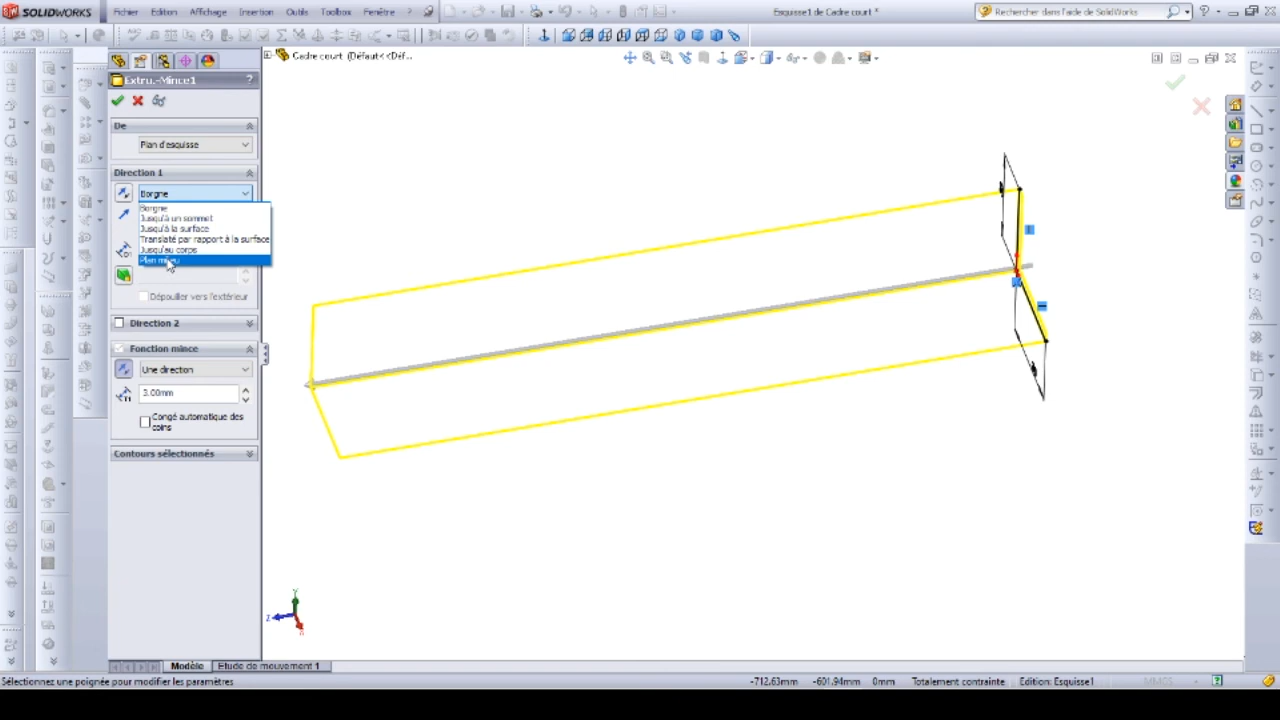 SOLIDWORKS
Fichier Edition Affichage Insertion Outils Toolbox Fenêtre ?
Esquisse1 de Cadre court *
Rechercher dans l'aide de SolidWorks
Cadre court (Défaut<<Déf...
Extru.-Mince1 ?
De
Plan d'esquisse
Direction 1
Borgne
Borgne
Jusqu'à un sommet
Jusqu'à la surface
Translaté par rapport à la surface
Jusqu'au corps
Plan milieu
Dépouiller vers l'extérieur
Direction 2
Fonction mince
Une direction
3.00mm
Congé automatique des
coins
Contours sélectionnés
Y
Z
Modèle Etude de mouvement 1
Sélectionnez une poignée pour modifier les paramètres
-712.63mm -601.94mm 0mm Totalement contrainte Edition: Esquisse1 MMGS